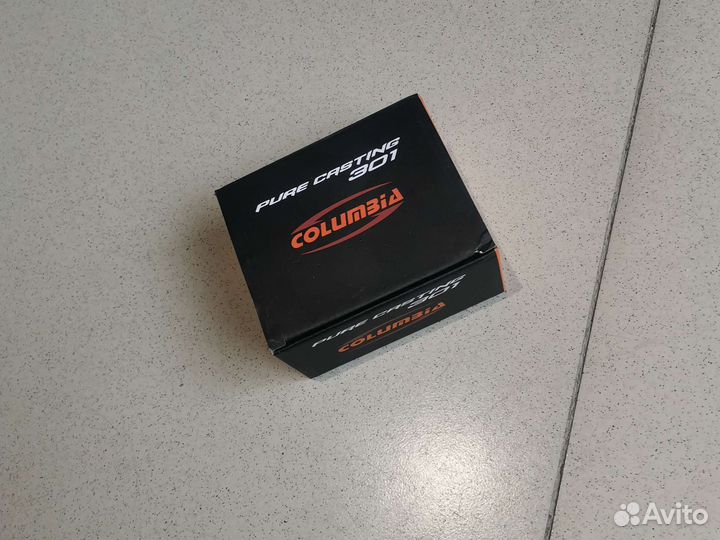 PURE CASTING
301
COLUMBiA
PURE CASTING
301
COLUMBiA
Avito